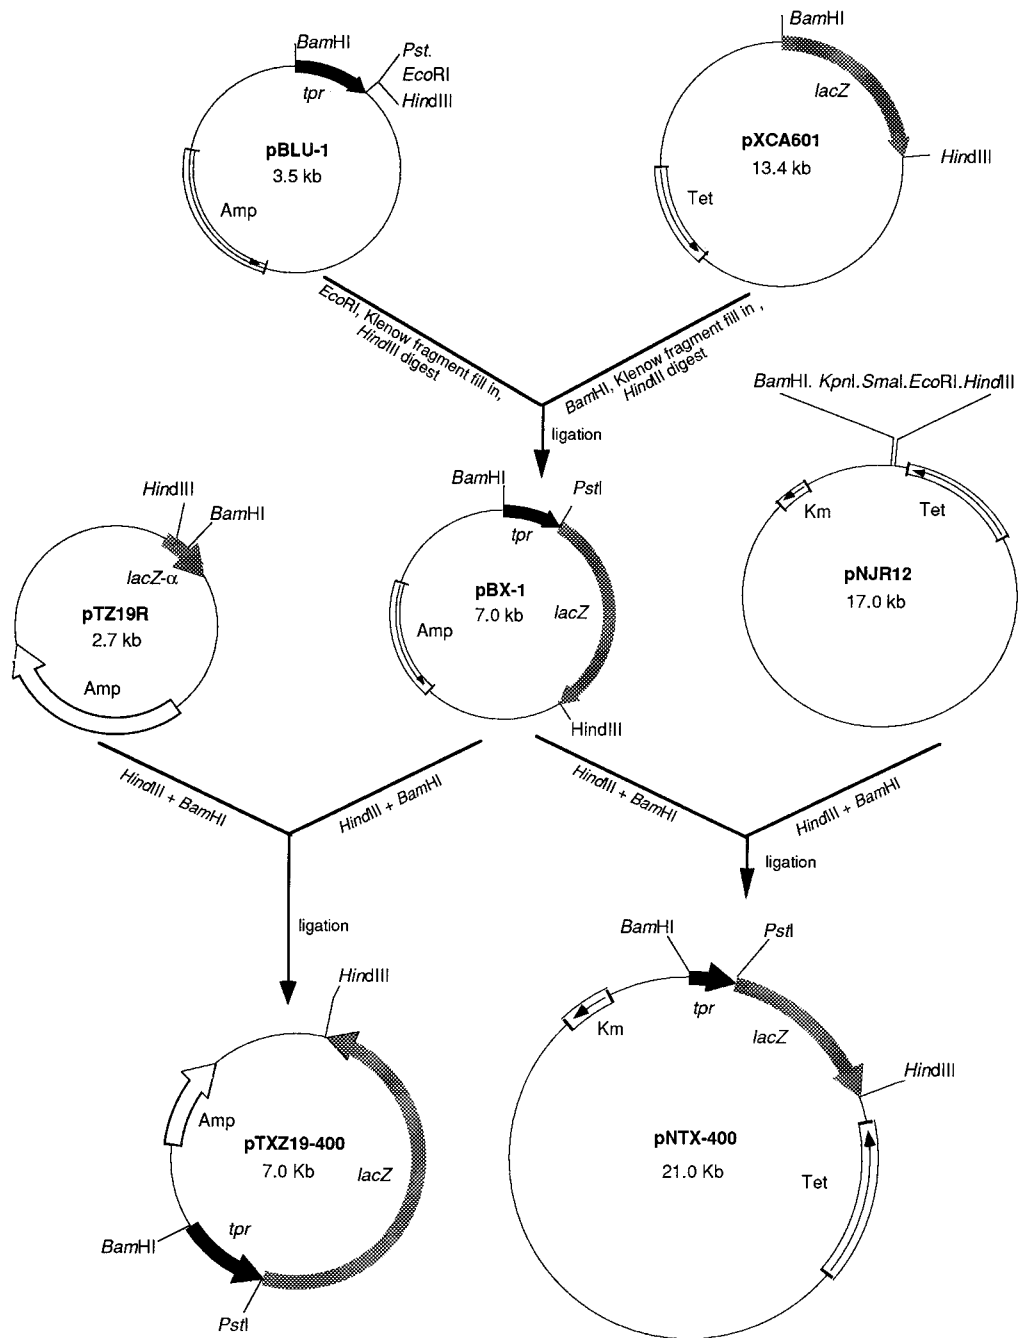 BamHI
Pst.
EcoRI
HindIII
tpr
pBLU-1
3.5 kb
Amp
BamHI
lacZ
pXCA601
13.4 kb
HindIII
Tet
EcoRI, Klenow fragment fill in,
HindIII digest
BamHI, Klenow fragment fill in ,
HindIII digest
ligation
BamHI. KpnI.SmaI.EcoRI.HindIII
Km
Tet
pNJR12
17.0 kb
HindIII
BamHI
lacZ-α
pTZ19R
2.7 kb
Amp
BamHI
PstI
tpr
pBX-1
7.0 kb
lacZ
Amp
HindIII
HindIII + BamHI
HindIII + BamHI
HindIII + BamHI
HindIII + BamHI
ligation
ligation
HindIII
Amp
pTXZ19-400
7.0 Kb
lacZ
BamHI
tpr
PstI
BamHI
PstI
Km
tpr
lacZ
HindIII
pNTX-400
21.0 Kb
Tet